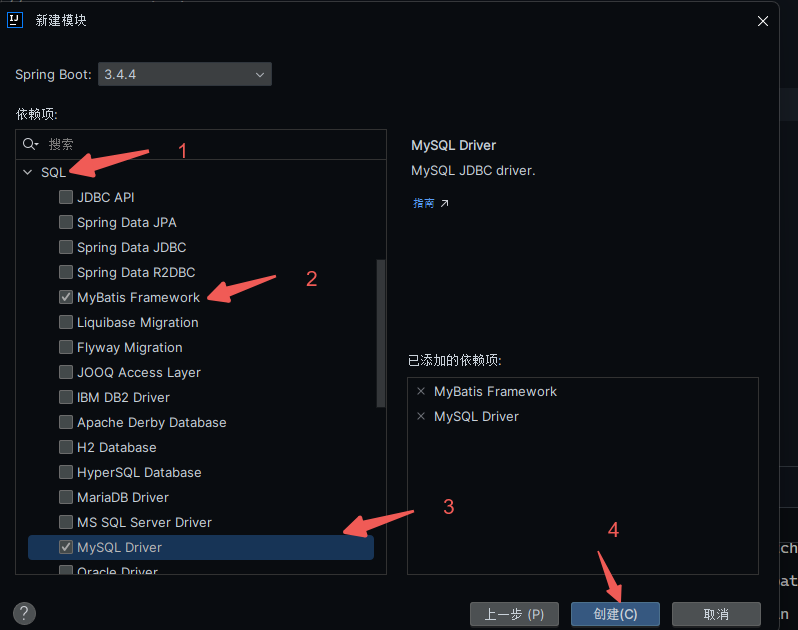 新建模块
Spring Boot: 3.4.4
依赖项:
搜索
1
SQL
JDBC API
Spring Data JPA
Spring Data JDBC
Spring Data R2DBC
MyBatis Framework
2
Liquibase Migration
Flyway Migration
JOOQ Access Layer
IBM DB2 Driver
Apache Derby Database
H2 Database
HyperSQL Database
MariaDB Driver
MS SQL Server Driver
3
MySQL Driver
Oracle Driver
MySQL Driver
MySQL JDBC driver.
指南
已添加的依赖项:
MyBatis Framework
MySQL Driver
4
?
上一步 (P)
创建(C)
取消